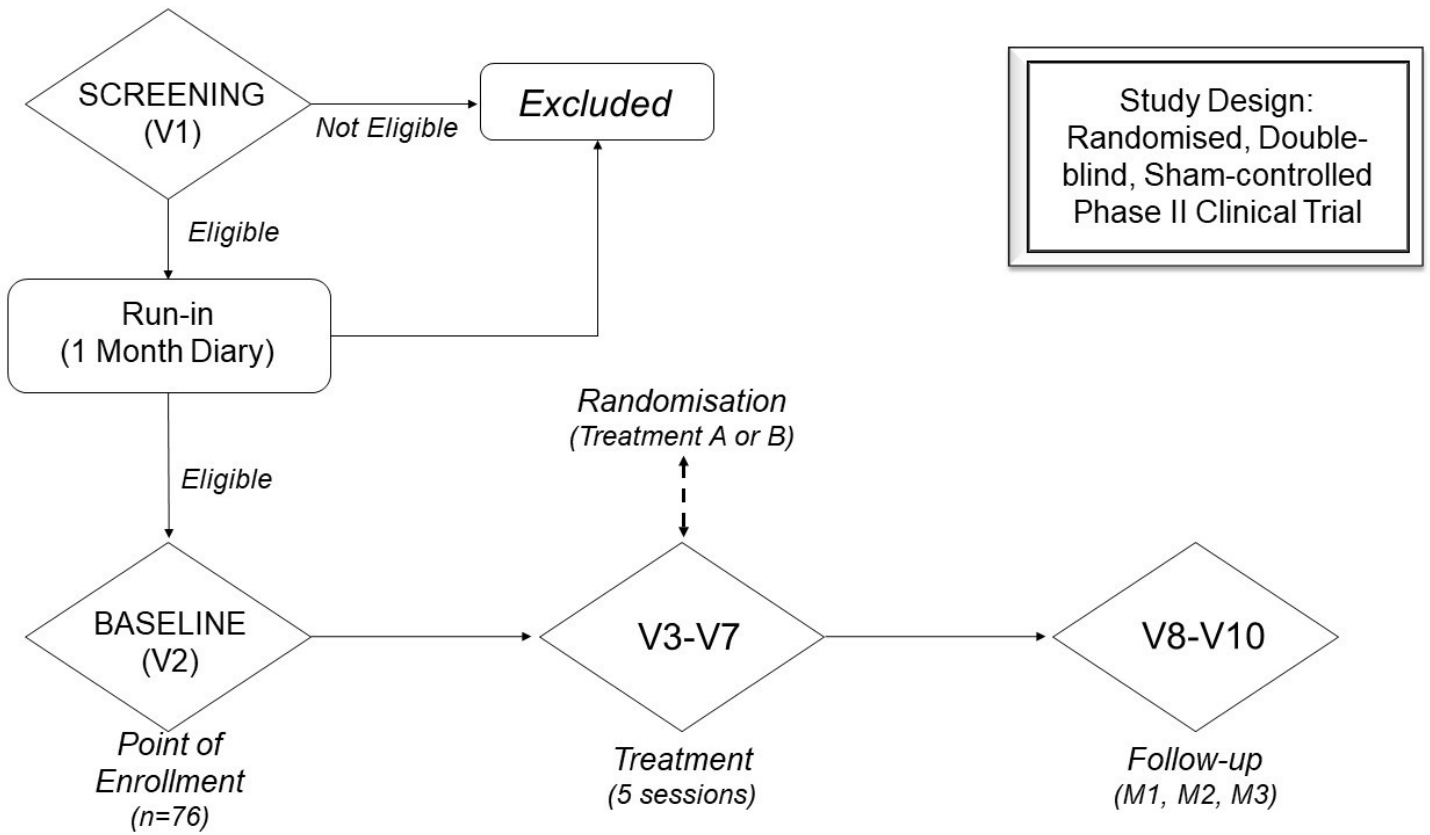 SCREENING
(V1)
Not Eligible
Excluded
Study Design:
Randomised, Double-
blind, Sham-controlled
Phase II Clinical Trial
Eligible
Run-in
(1 Month Diary)
Randomisation
(Treatment A or B)
Eligible
BASELINE
(V2)
V3-V7
V8-V10
Point of
Enrollment
(n=76)
Treatment
(5 sessions)
Follow-up
(M1, M2, M3)